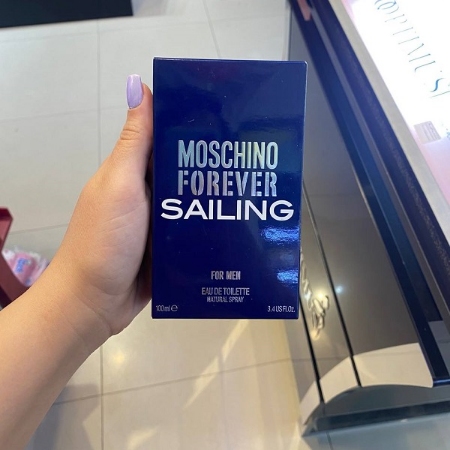 MOSCHINO
FOREVER
SAILING
FOR MEN
EAU DE TOILETTE
NATURAL SPRAY
100ml e 3.4 US Fl.Oz.